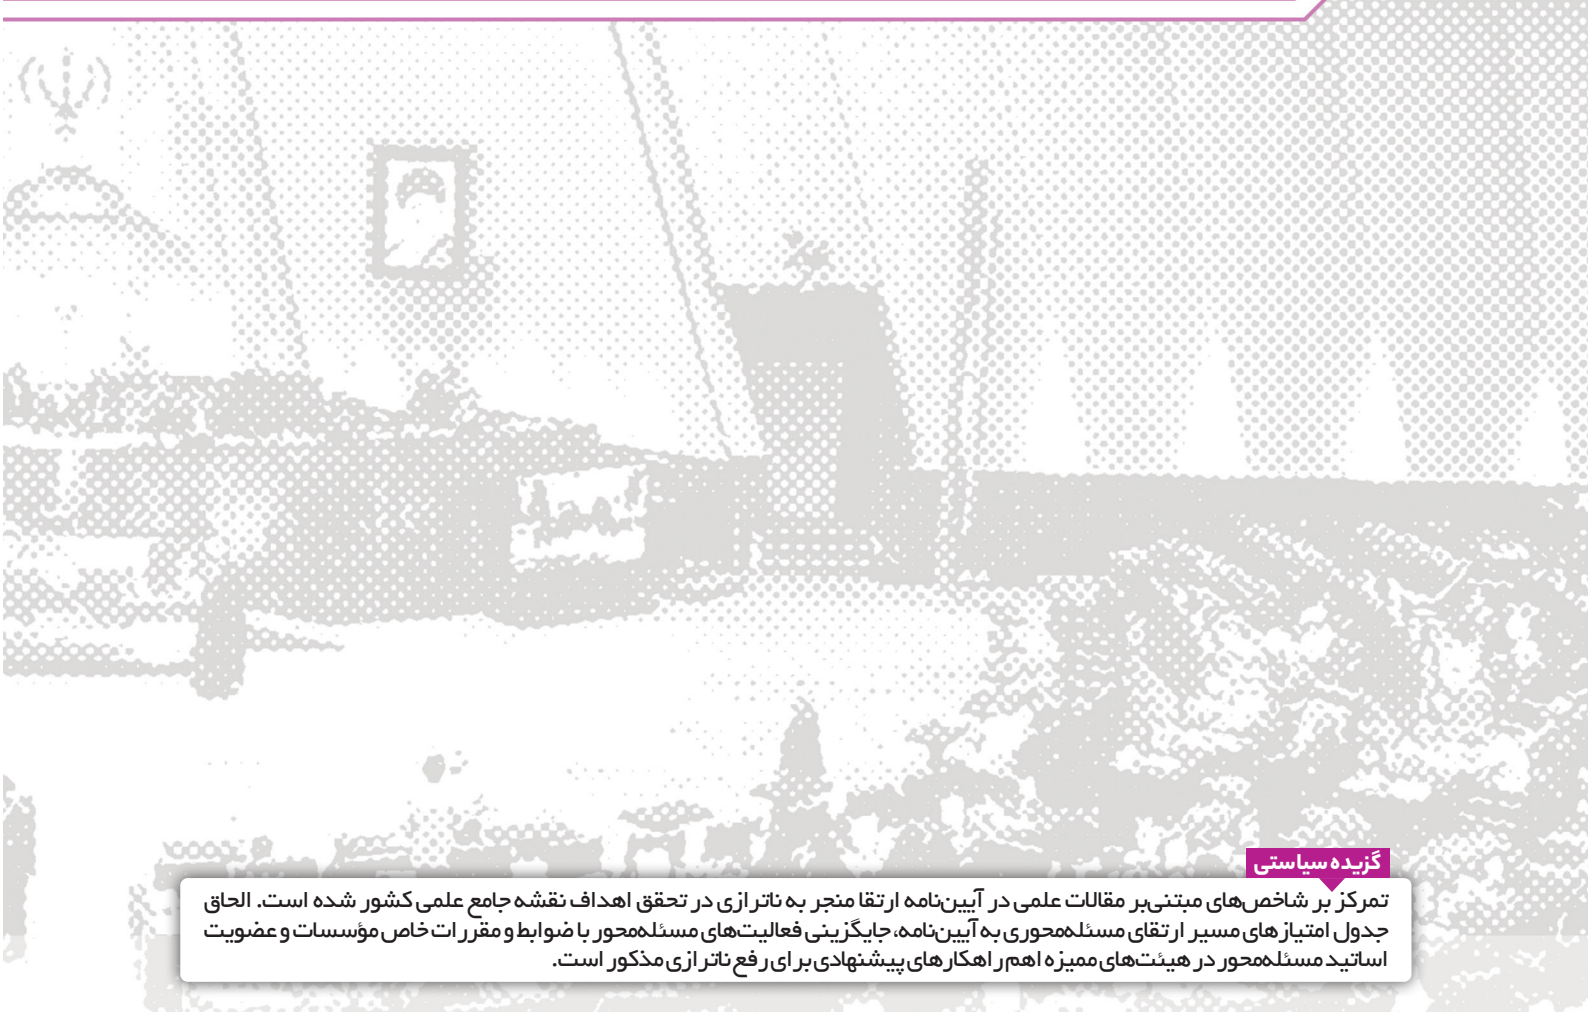 گزیده سیاستی
تمرکز بر شاخص‌های مبتنی‌بر مقالات علمی در آیین‌نامه ارتقا منجر به ناترازی در تحقق اهداف نقشه جامع علمی کشور شده است. الحاق
جدول امتیازهای مسیر ارتقای مسئله‌محوری به آیین‌نامه، جایگزینی فعالیت‌های مسئله‌محور با ضوابط و مقررات خاص مؤسسات و عضویت
اساتید مسئله‌محور در هیئت‌های ممیزه اهم راهکارهای پیشنهادی برای رفع ناترازی مذکور است.